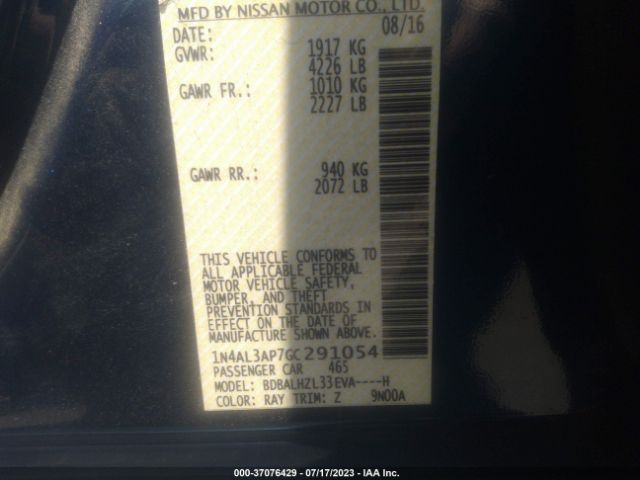 MFD BY NISSAN MOTOR CO., LTD.
DATE: 08/16
GVWR: 1917 KG
4226 LB
GAWR FR.: 1010 KG
2227 LB
GAWR RR.: 940 KG
2072 LB
THIS VEHICLE CONFORMS TO
ALL APPLICABLE FEDERAL
MOTOR VEHICLE SAFETY,
BUMPER, AND THEFT
PREVENTION STANDARDS IN
EFFECT ON THE DATE OF
MANUFACTURE SHOWN ABOVE.
1N4AL3AP7GC291054
PASSENGER CAR 465
MODEL: BDBALHZL33EVA----H
COLOR: RAY TRIM: Z 9N00A
000-37076429 - 07/17/2023 - IAA Inc.